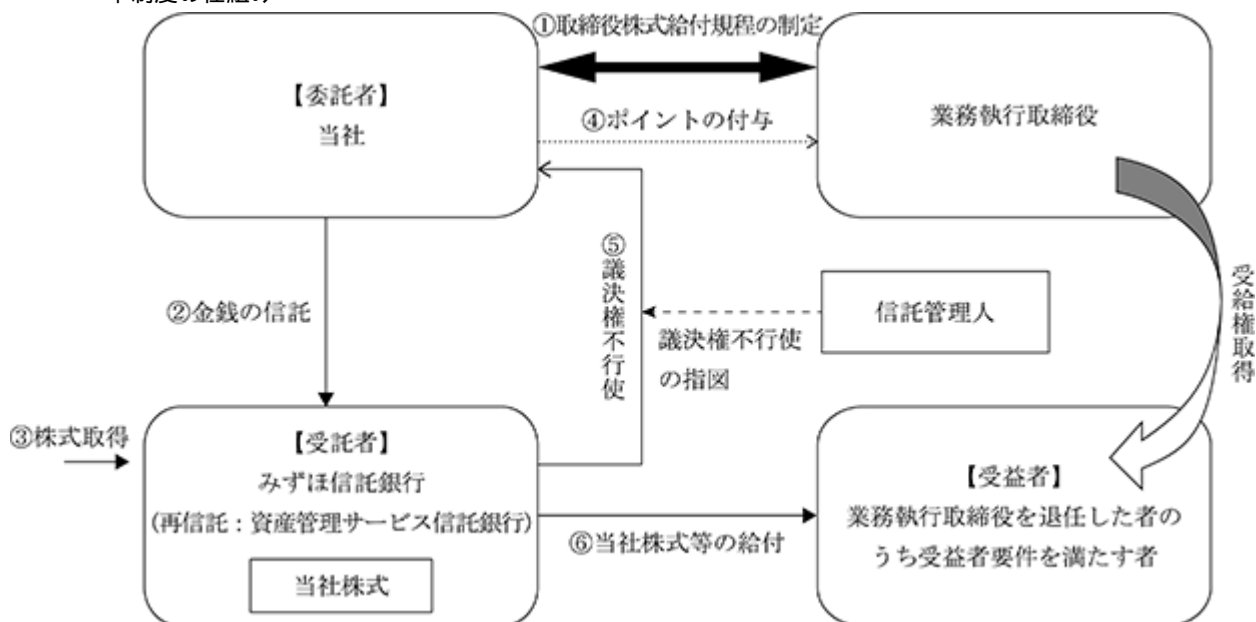 本制度の仕組み
①取締役株式給付規程の制定
【委託者】
当社
④ポイントの付与
業務執行取締役
②金銭の信託
⑤議決権不行使
議決権不行使
の指図
信託管理人
受給権取得
③株式取得
【受託者】
みずほ信託銀行
(再信託：資産管理サービス信託銀行)
当社株式
⑥当社株式等の給付
【受益者】
業務執行取締役を退任した者の
うち受益者要件を満たす者